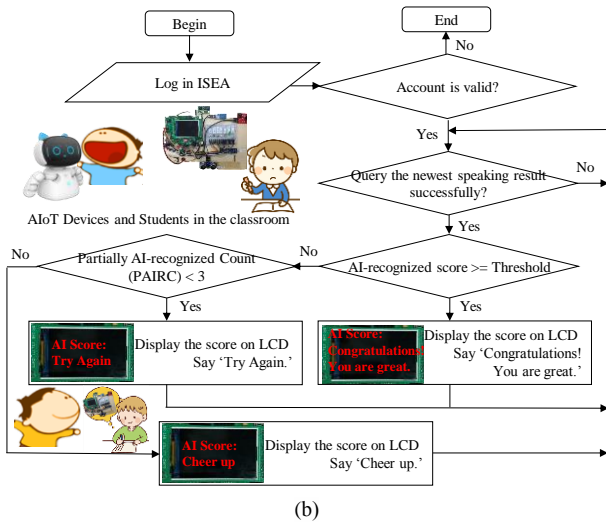 Begin
End
No
Log in ISEA
Account is valid?
Yes
Query the newest speaking result
successfully?
No
AIoT Devices and Students in the classroom
Yes
No
Partially AI-recognized Count
(PAIRC) < 3
No
AI-recognized score >= Threshold
Yes
Yes
AI Score:
Try Again
Display the score on LCD
Say ‘Try Again.’
AI Score:
Congratulations!
You are great.
Display the score on LCD
Say ‘Congratulations!
You are great.’
AI Score:
Cheer up
Display the score on LCD
Say ‘Cheer up.’
(b)